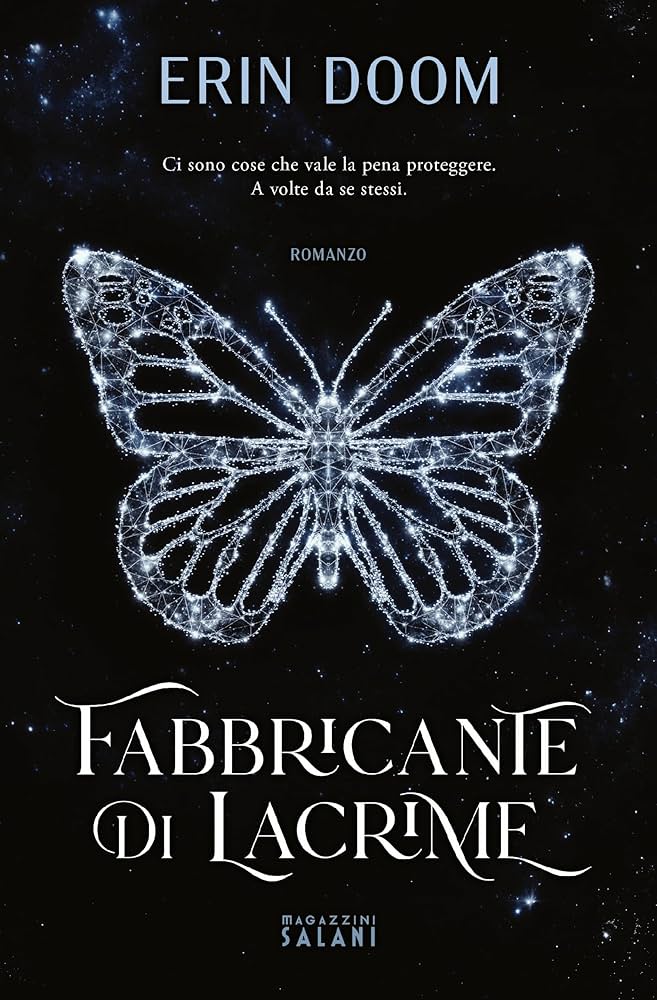 ERIN DOOM
Ci sono cose che vale la pena proteggere.
A volte da se stessi.
ROMANZO
FABBRICANTE
DI LACRIME
MAGAZZINI
SALANI